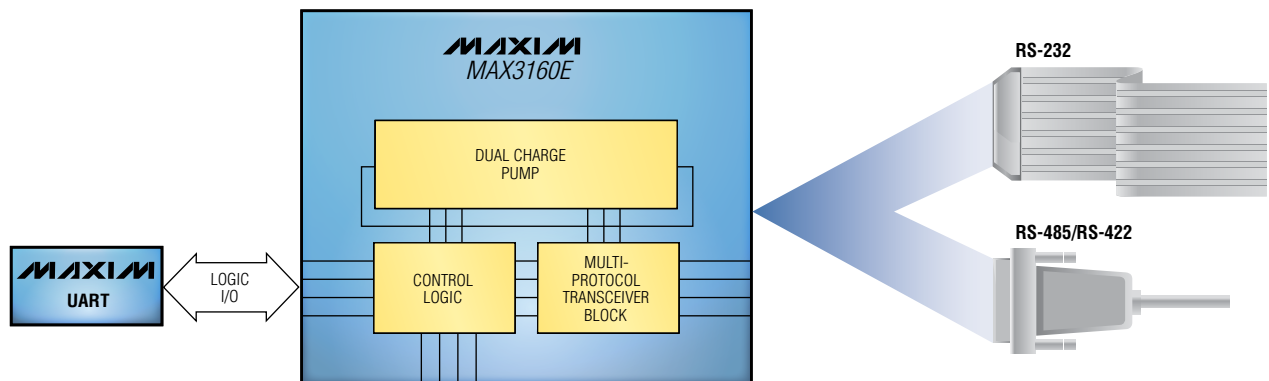 MAXIM
MAX3160E
DUAL CHARGE
PUMP
CONTROL
LOGIC
MULTI-
PROTOCOL
TRANSCEIVER
BLOCK
MAXIM
UART
LOGIC
I/O
RS-232
RS-485/RS-422